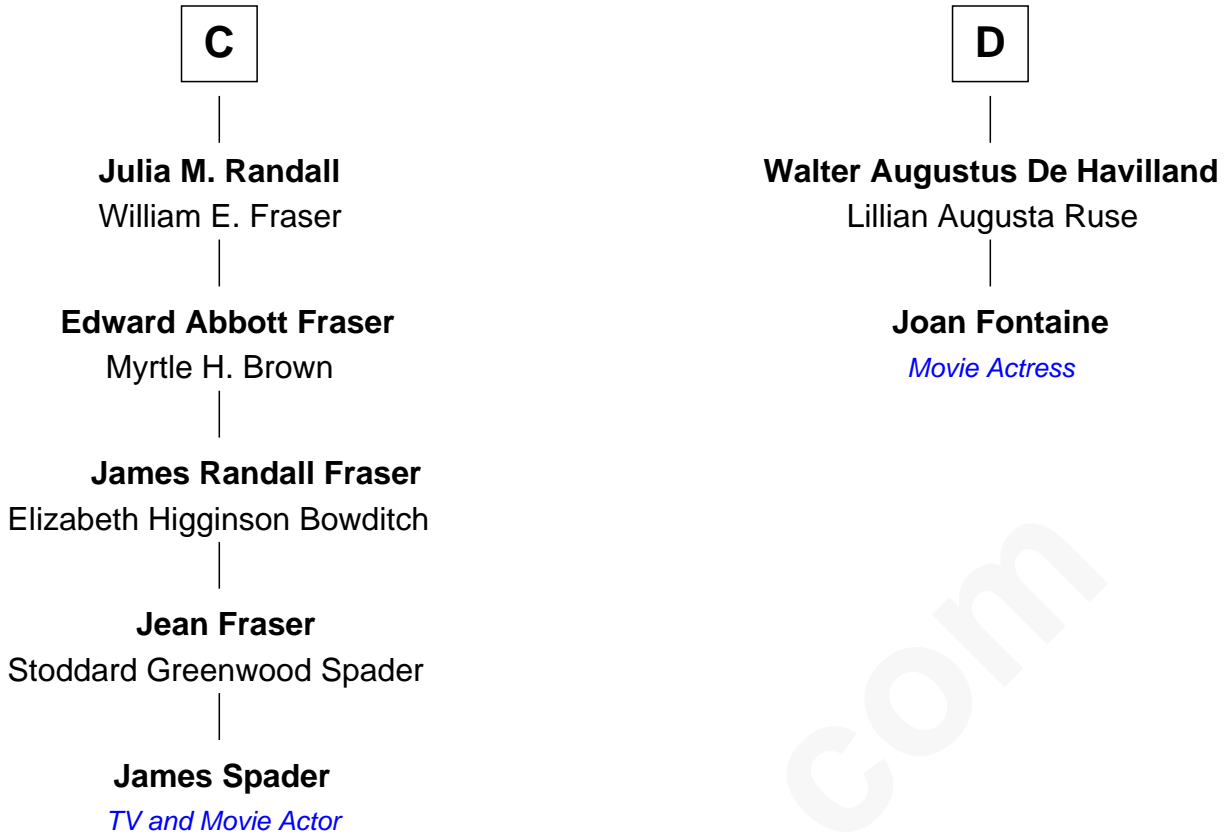 C
Julia M. Randall
William E. Fraser
Edward Abbott Fraser
Myrtle H. Brown
James Randall Fraser
Elizabeth Higginson Bowditch
Jean Fraser
Stoddard Greenwood Spader
James Spader
TV and Movie Actor
D
Walter Augustus De Havilland
Lillian Augusta Ruse
Joan Fontaine
Movie Actress
com